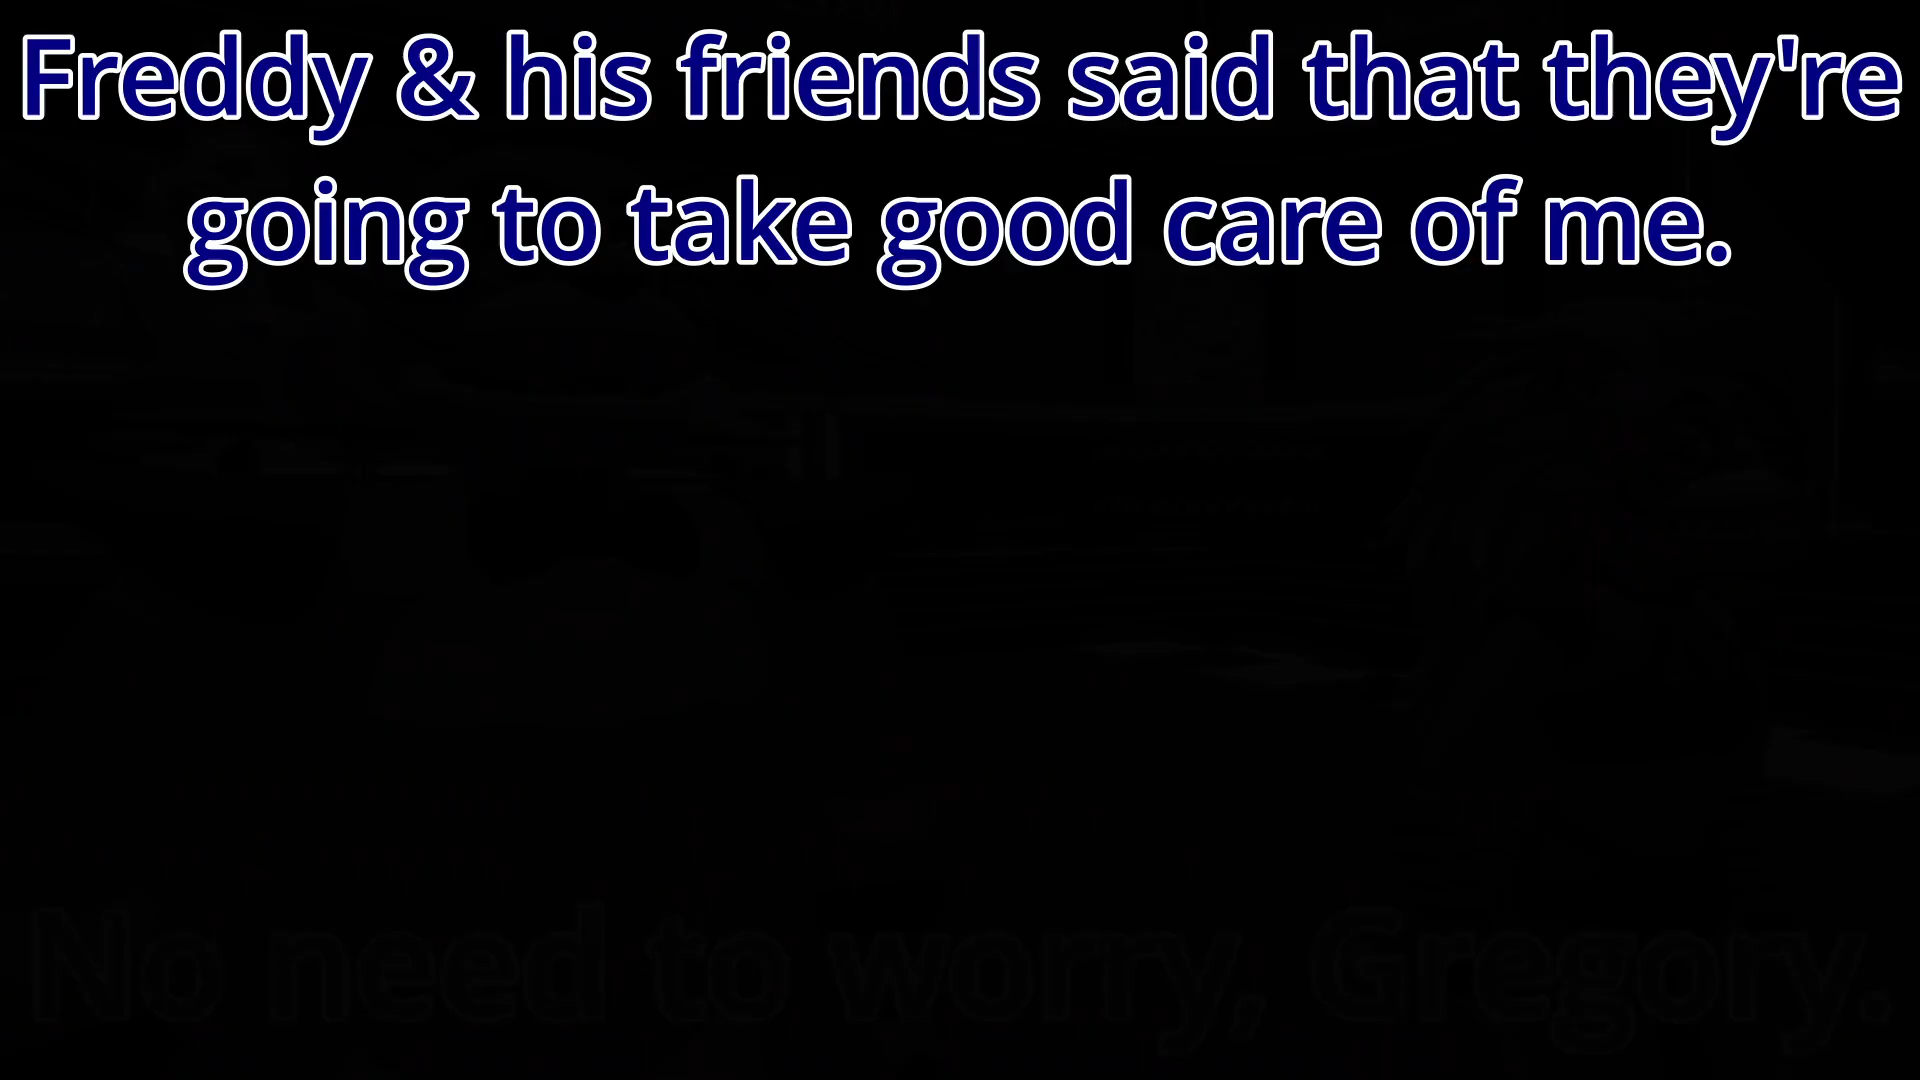 Freddy & his friends said that they're
going to take good care of me.
No need to worry, Gregory.